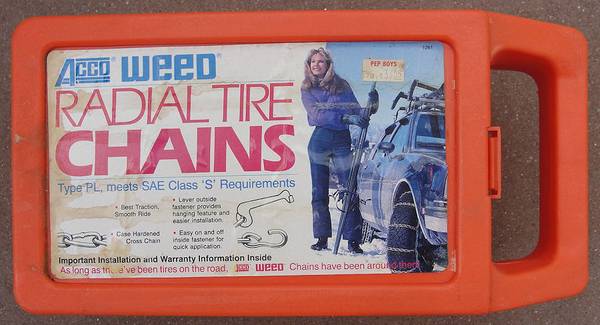 ACCO WEED®
RADIAL TIRE
CHAINS
Type PL, meets SAE Class 'S' Requirements
• Best Traction,
Smooth Ride
• Lever outside
fastener provides
hanging feature and
easier installation.
• Case Hardened
Cross Chain
• Easy on and off
inside fastener for
quick application.
Important Installation and Warranty Information Inside
As long as been tires on the road, ACCO WEED Chains have been around them
PEP BOYS
1261